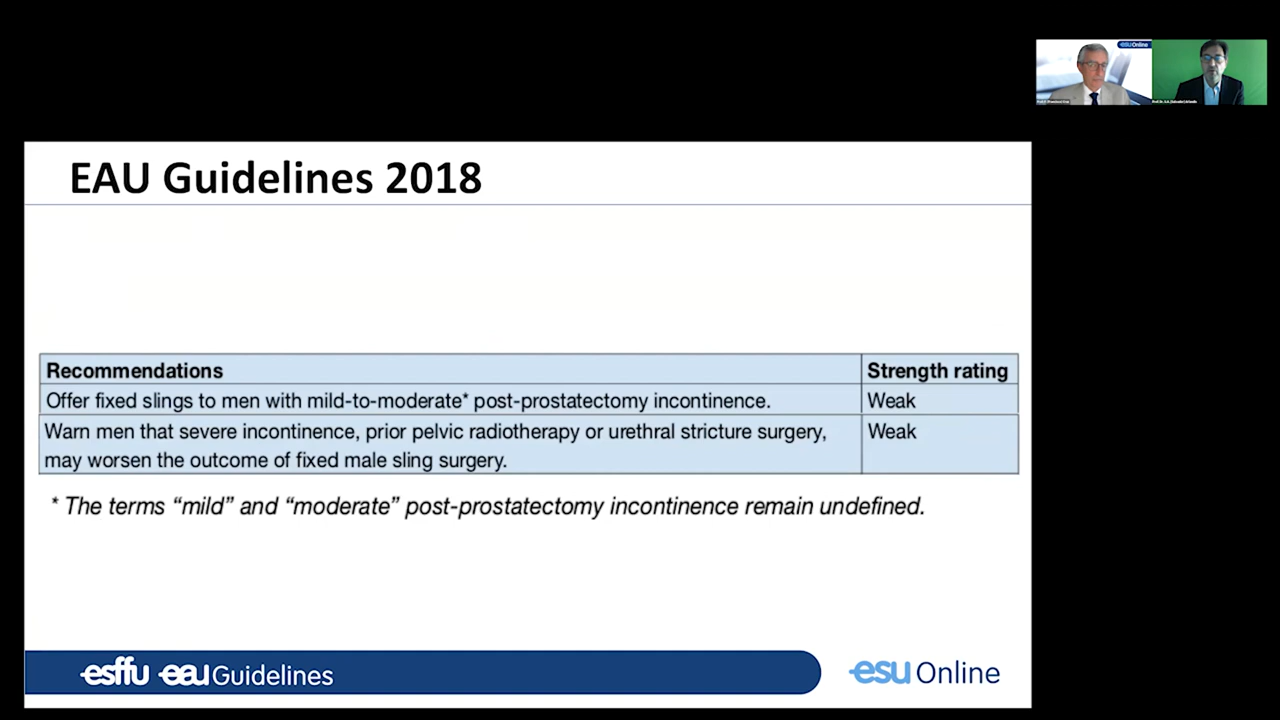 esu Online
EAU Guidelines 2018
Recommendations Strength rating
Offer fixed slings to men with mild-to-moderate* post-prostatectomy incontinence. Weak
Warn men that severe incontinence, prior pelvic radiotherapy or urethral stricture surgery, Weak
may worsen the outcome of fixed male sling surgery.
* The terms “mild” and “moderate” post-prostatectomy incontinence remain undefined.
esffu eau Guidelines
esu Online